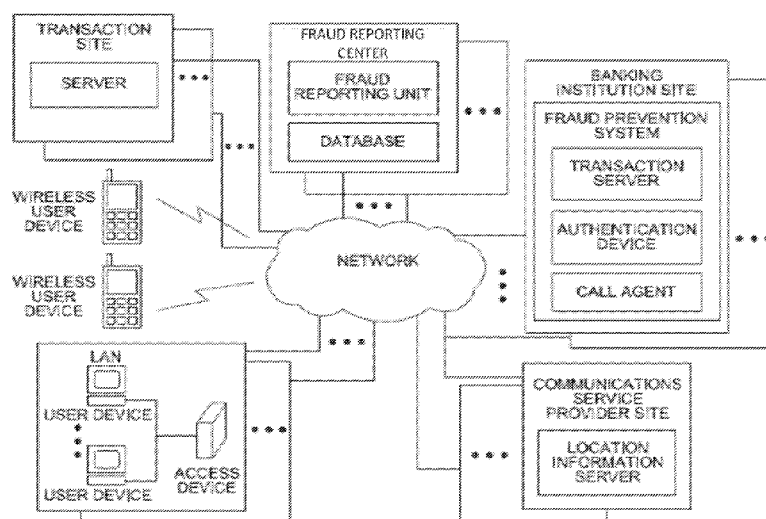 TRANSACTION
SITE
SERVER
FRAUD REPORTING
CENTER
FRAUD
REPORTING UNIT
DATABASE
BANKING
INSTITUTION SITE
FRAUD PREVENTION
SYSTEM
TRANSACTION
SERVER
AUTHENTICATION
DEVICE
CALL AGENT
WIRELESS
USER
DEVICE
WIRELESS
USER
DEVICE
NETWORK
LAN
USER DEVICE
USER DEVICE
ACCESS
DEVICE
COMMUNICATIONS
SERVICE
PROVIDER SITE
LOCATION
INFORMATION
SERVER